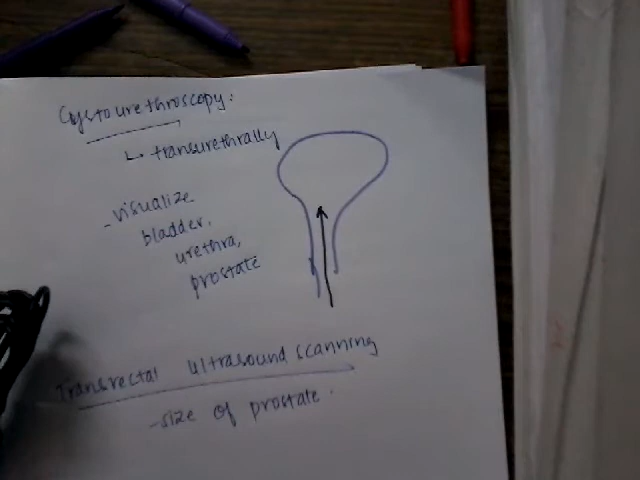 Cystourethroscopy:
↳ transurethrally
- visualize
bladder,
urethra,
prostate
Transrectal ultrasound scanning
- size of prostate.